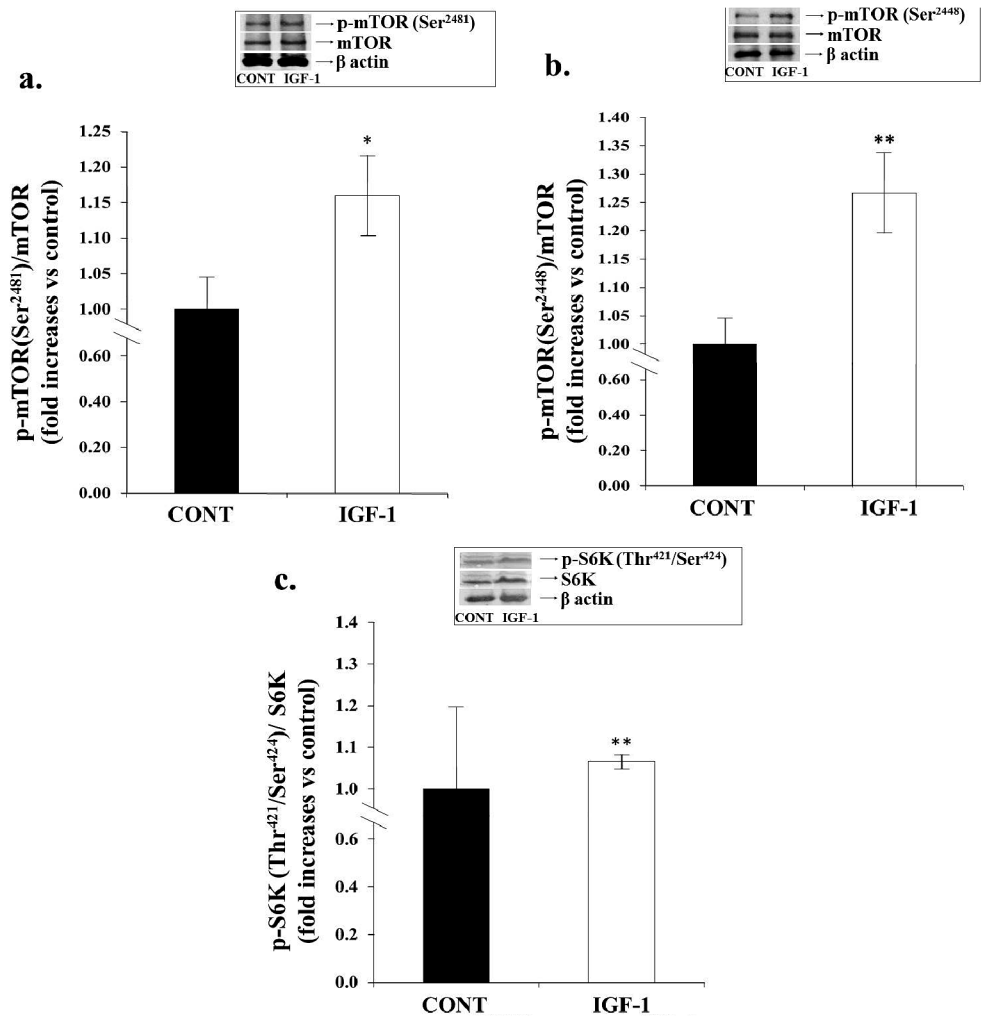 p-mTOR (Ser2481)
mTOR
β actin
CONT IGF-1
a.
p-mTOR(Ser2481)/mTOR
(fold increases vs control)
1.25
1.20
1.15
1.10
1.05
1.00
0.60
0.40
0.20
0.00
*
CONT IGF-1
p-mTOR (Ser2448)
mTOR
β actin
CONT IGF-1
b.
p-mTOR(Ser2448)/mTOR
(fold increases vs control)
1.40
1.35
1.30
1.25
1.20
1.15
1.10
1.05
1.00
0.80
0.60
0.40
0.20
0.00
**
CONT IGF-1
p-S6K (Thr421/Ser424)
S6K
β actin
CONT IGF-1
c.
p-S6K (Thr421/Ser424)/ S6K
(fold increases vs control)
1.4
1.3
1.2
1.1
1.0
0.6
0.4
0.2
0.0
**
CONT IGF-1